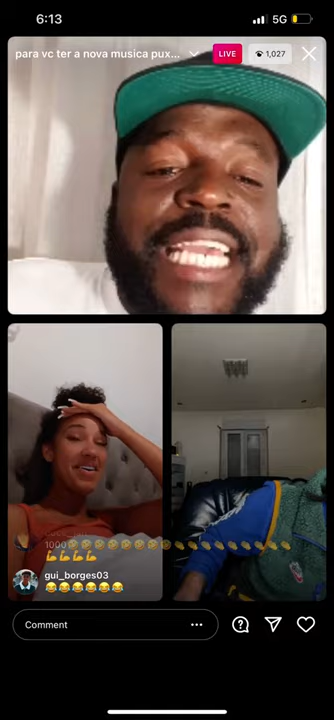 6:13
5G
para vc ter a nova musica pux...
LIVE
1,027
1000🤣🤣🤣🤣🤣🤣🤣🤣👏👏👏👏👏👏👏👏👏👏
💪💪💪💪
gui_borges03
😂😂😂😂😂😂
Comment